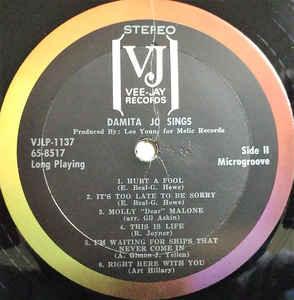 STEREO
VJ
VEE-JAY
RECORDS
DAMITA JO SINGS
Produced By: Lee Young for Melic Records
VJLP-1137
65-8517
Long Playing
Side II
Microgroove
1. HURT A FOOL
(E. Beal-G. Howe)
2. IT'S TOO LATE TO BE SORRY
(E. Beal-G. Howe)
3. MOLLY "Dear" MALONE
(arr. Gil Askin)
4. THIS IS LIFE
(R. Joyner)
5. I'M WAITING FOR SHIPS THAT
NEVER COME IN
(A. Olman-J. Yellen)
6. RIGHT HERE WITH YOU
(Art Hillary)